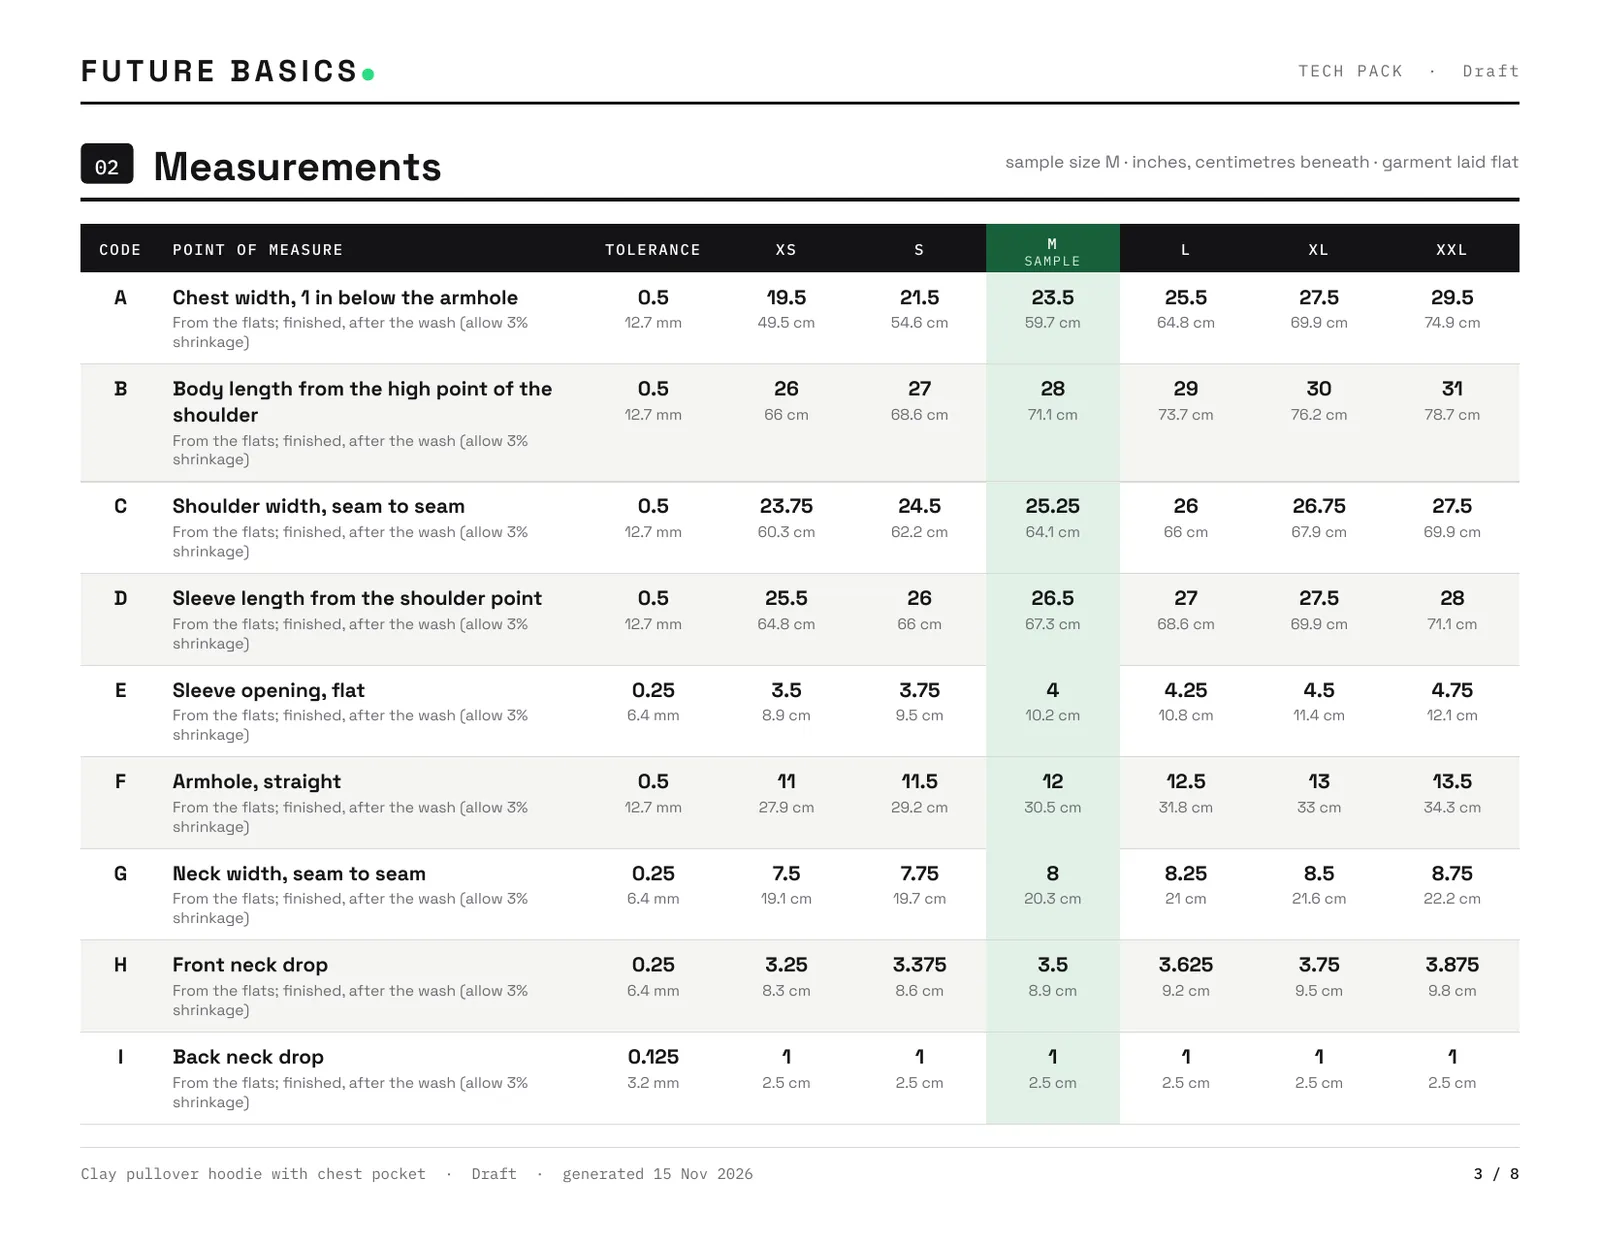 FUTURE BASICS
TECH PACK · Draft
02 Measurements
sample size M · inches, centimetres beneath · garment laid flat
CODE POINT OF MEASURE TOLERANCE XS S M SAMPLE L XL XXL
A Chest width, 1 in below the armhole 0.5 19.5 21.5 23.5 25.5 27.5 29.5
From the flats; finished, after the wash (allow 3% 12.7 mm 49.5 cm 54.6 cm 59.7 cm 64.8 cm 69.9 cm 74.9 cm
shrinkage)
B Body length from the high point of the 0.5 26 27 28 29 30 31
shoulder 12.7 mm 66 cm 68.6 cm 71.1 cm 73.7 cm 76.2 cm 78.7 cm
From the flats; finished, after the wash (allow 3%
shrinkage)
C Shoulder width, seam to seam 0.5 23.75 24.5 25.25 26 26.75 27.5
From the flats; finished, after the wash (allow 3% 12.7 mm 60.3 cm 62.2 cm 64.1 cm 66 cm 67.9 cm 69.9 cm
shrinkage)
D Sleeve length from the shoulder point 0.5 25.5 26 26.5 27 27.5 28
From the flats; finished, after the wash (allow 3% 12.7 mm 64.8 cm 66 cm 67.3 cm 68.6 cm 69.9 cm 71.1 cm
shrinkage)
E Sleeve opening, flat 0.25 3.5 3.75 4 4.25 4.5 4.75
From the flats; finished, after the wash (allow 3% 6.4 mm 8.9 cm 9.5 cm 10.2 cm 10.8 cm 11.4 cm 12.1 cm
shrinkage)
F Armhole, straight 0.5 11 11.5 12 12.5 13 13.5
From the flats; finished, after the wash (allow 3% 12.7 mm 27.9 cm 29.2 cm 30.5 cm 31.8 cm 33 cm 34.3 cm
shrinkage)
G Neck width, seam to seam 0.25 7.5 7.75 8 8.25 8.5 8.75
From the flats; finished, after the wash (allow 3% 6.4 mm 19.1 cm 19.7 cm 20.3 cm 21 cm 21.6 cm 22.2 cm
shrinkage)
H Front neck drop 0.25 3.25 3.375 3.5 3.625 3.75 3.875
From the flats; finished, after the wash (allow 3% 6.4 mm 8.3 cm 8.6 cm 8.9 cm 9.2 cm 9.5 cm 9.8 cm
shrinkage)
I Back neck drop 0.125 1 1 1 1 1 1
From the flats; finished, after the wash (allow 3% 3.2 mm 2.5 cm 2.5 cm 2.5 cm 2.5 cm 2.5 cm 2.5 cm
shrinkage)
Clay pullover hoodie with chest pocket · Draft · generated 15 Nov 2026
3 / 8